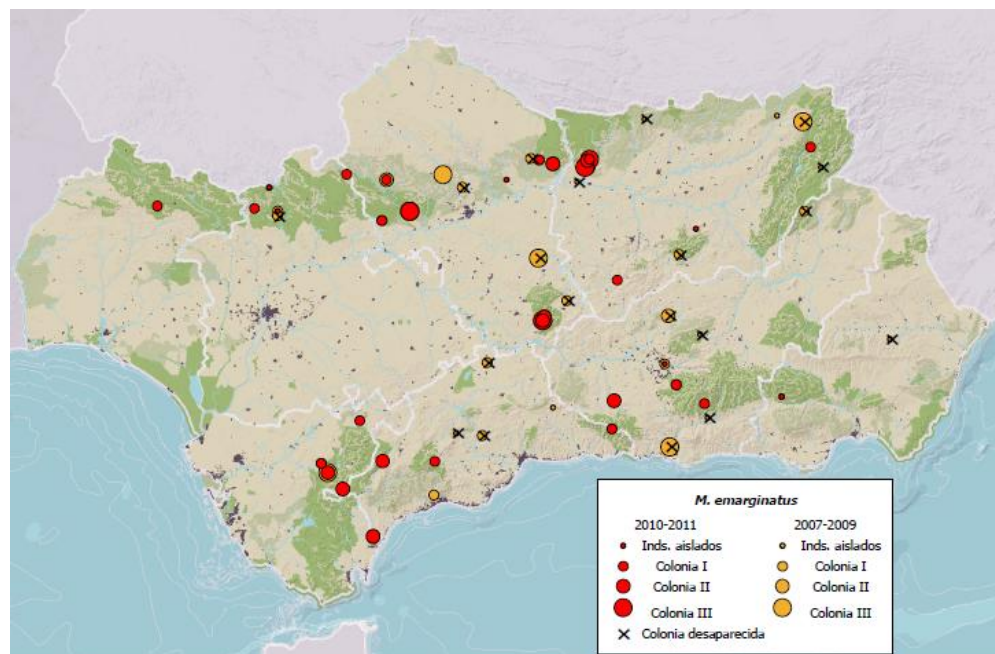 M. emarginatus
2010-2011 2007-2009
Inds. aislados Inds. aislados
Colonia I Colonia I
Colonia II Colonia II
Colonia III Colonia III
Colonia desaparecida